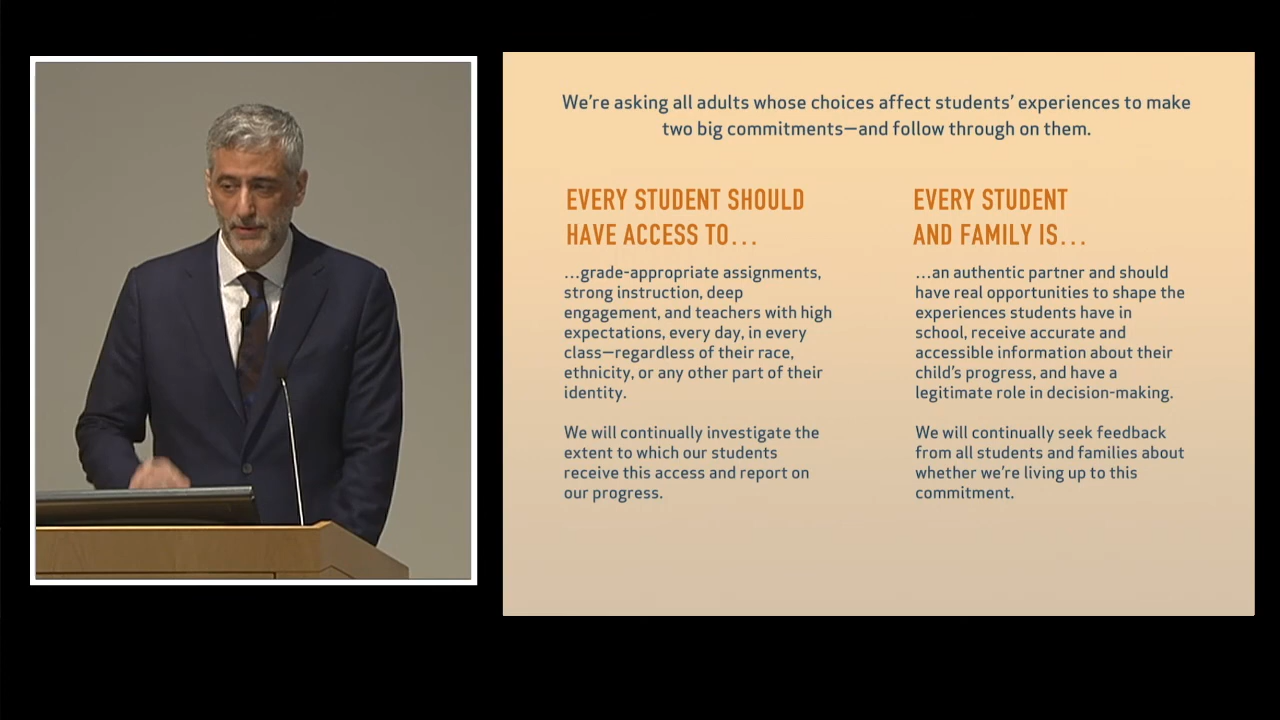 We're asking all adults whose choices affect students' experiences to make
two big commitments—and follow through on them.
EVERY STUDENT SHOULD
HAVE ACCESS TO...
...grade-appropriate assignments,
strong instruction, deep
engagement, and teachers with high
expectations, every day, in every
class—regardless of their race,
ethnicity, or any other part of their
identity.
We will continually investigate the
extent to which our students
receive this access and report on
our progress.
EVERY STUDENT
AND FAMILY IS...
...an authentic partner and should
have real opportunities to shape the
experiences students have in
school, receive accurate and
accessible information about their
child's progress, and have a
legitimate role in decision-making.
We will continually seek feedback
from all students and families about
whether we're living up to this
commitment.